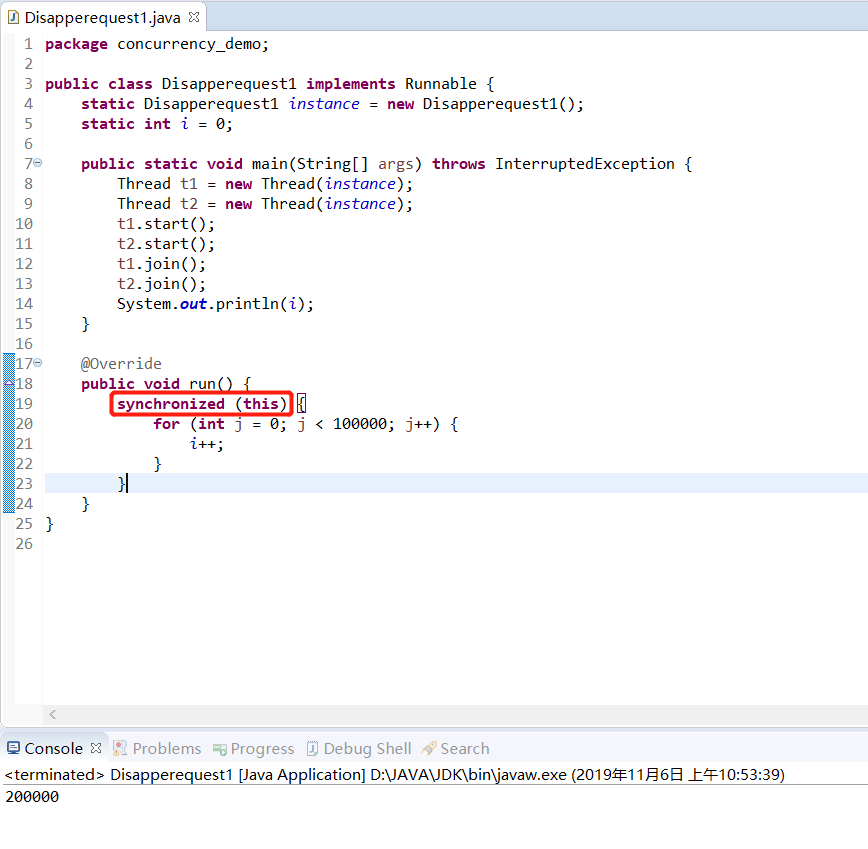 Disapperequest1.java
1 package concurrency_demo;
2
3 public class Disapperequest1 implements Runnable {
4     static Disapperequest1 instance = new Disapperequest1();
5     static int i = 0;
6
7     public static void main(String[] args) throws InterruptedException {
8         Thread t1 = new Thread(instance);
9         Thread t2 = new Thread(instance);
10         t1.start();
11         t2.start();
12         t1.join();
13         t2.join();
14         System.out.println(i);
15     }
16
17     @Override
18     public void run() {
19         synchronized (this) {
20             for (int j = 0; j < 100000; j++) {
21                 i++;
22             }
23         }
24     }
25 }
26
Console Problems Progress Debug Shell Search
<terminated> Disapperequest1 [Java Application] D:\JAVA\JDK\bin\javaw.exe (2019年11月6日 上午10:53:39)
200000